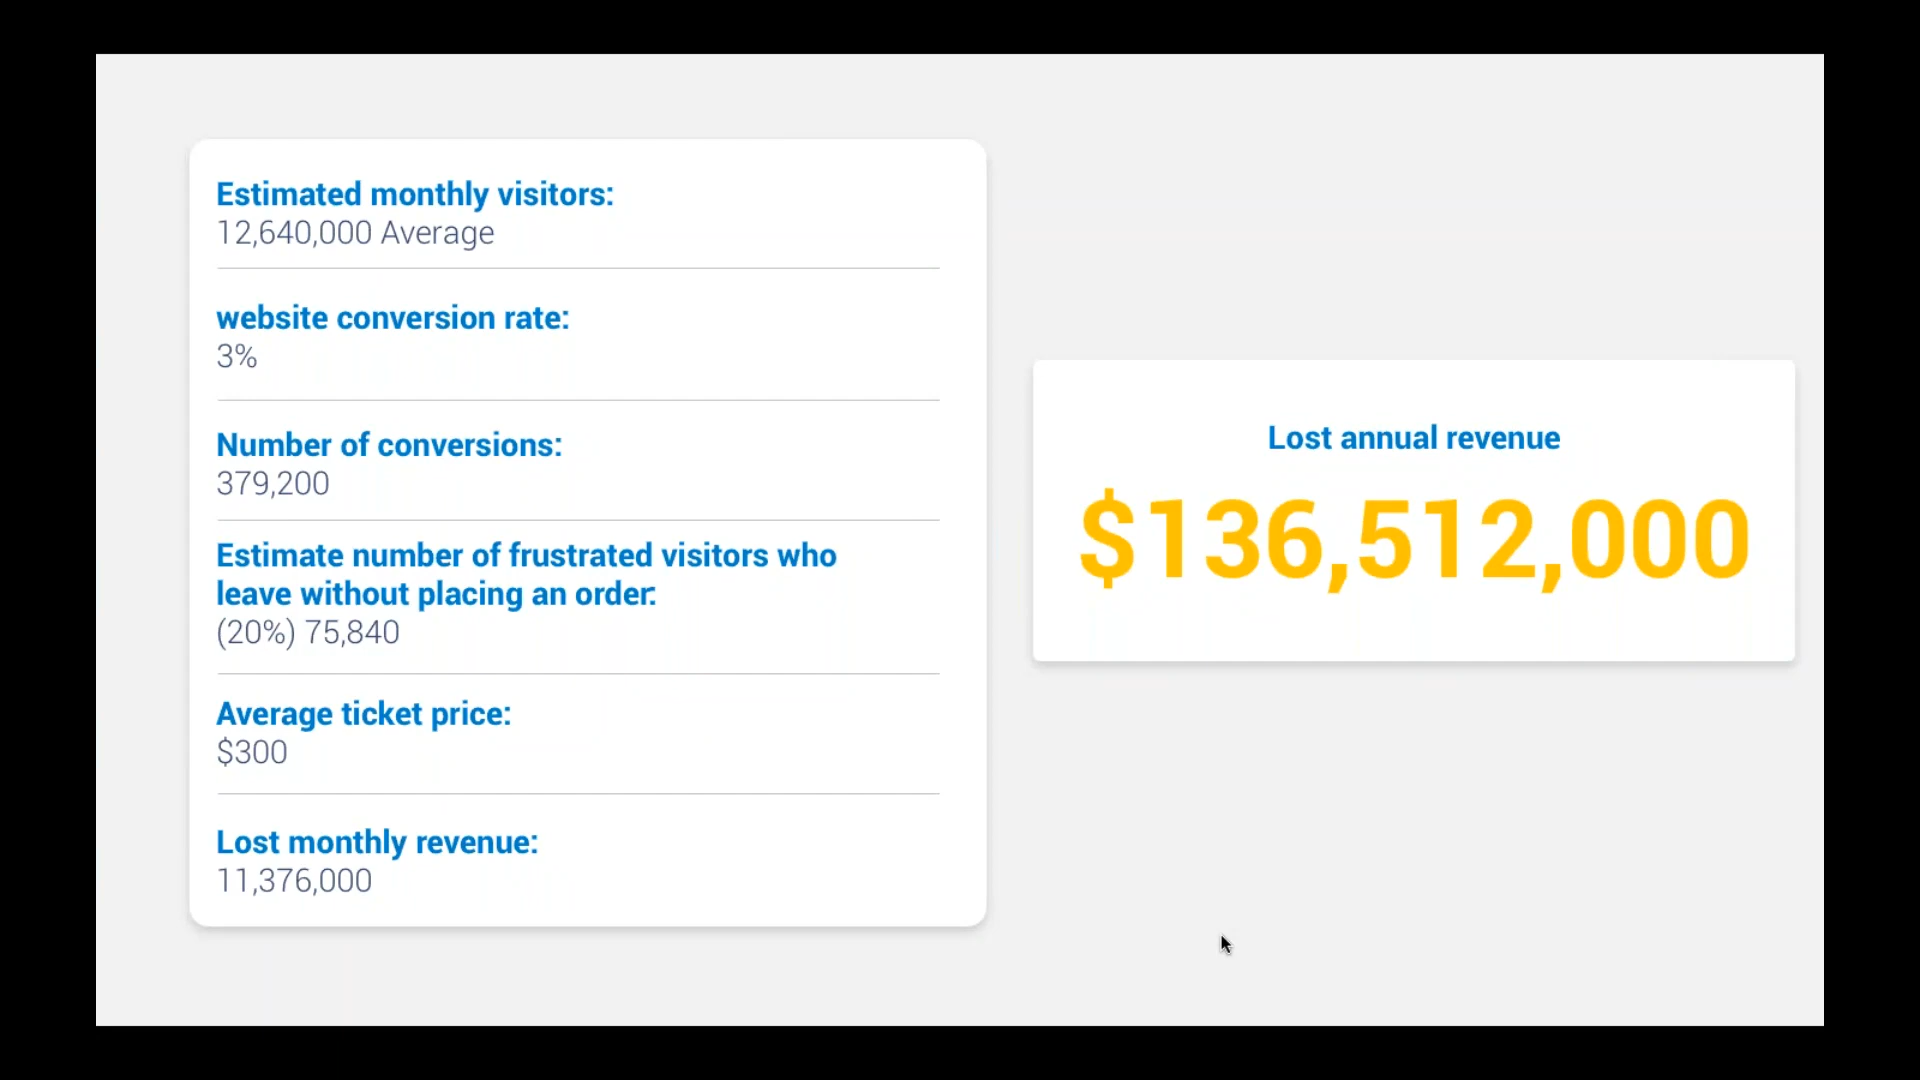 Estimated monthly visitors:
12,640,000 Average
website conversion rate:
3%
Number of conversions:
379,200
Estimate number of frustrated visitors who
leave without placing an order:
(20%) 75,840
Average ticket price:
$300
Lost monthly revenue:
11,376,000
Lost annual revenue
$136,512,000